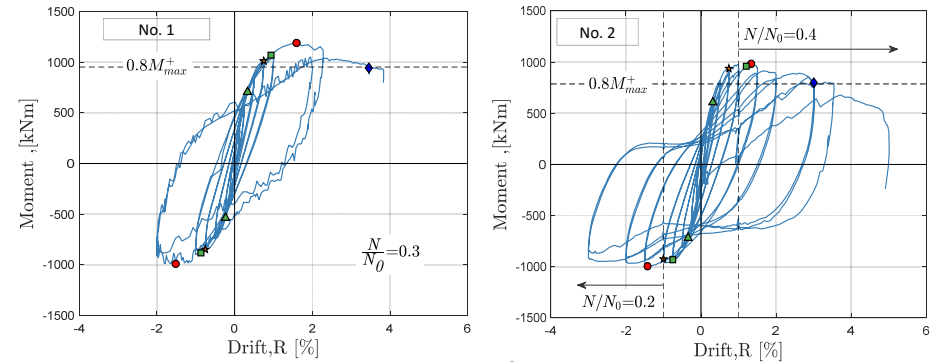 No. 1
1500
1000
500
0
-500
-1000
-1500
-4
-2
0
2
4
6
Moment ,[kNm]
Drift,R [%]
0.8M+max
N/N0=0.3
No. 2
1500
1000
500
0
-500
-1000
-1500
-4
-2
0
2
4
6
Moment ,[kNm]
Drift,R [%]
N/N0=0.4
0.8M+max
N/N0=0.2